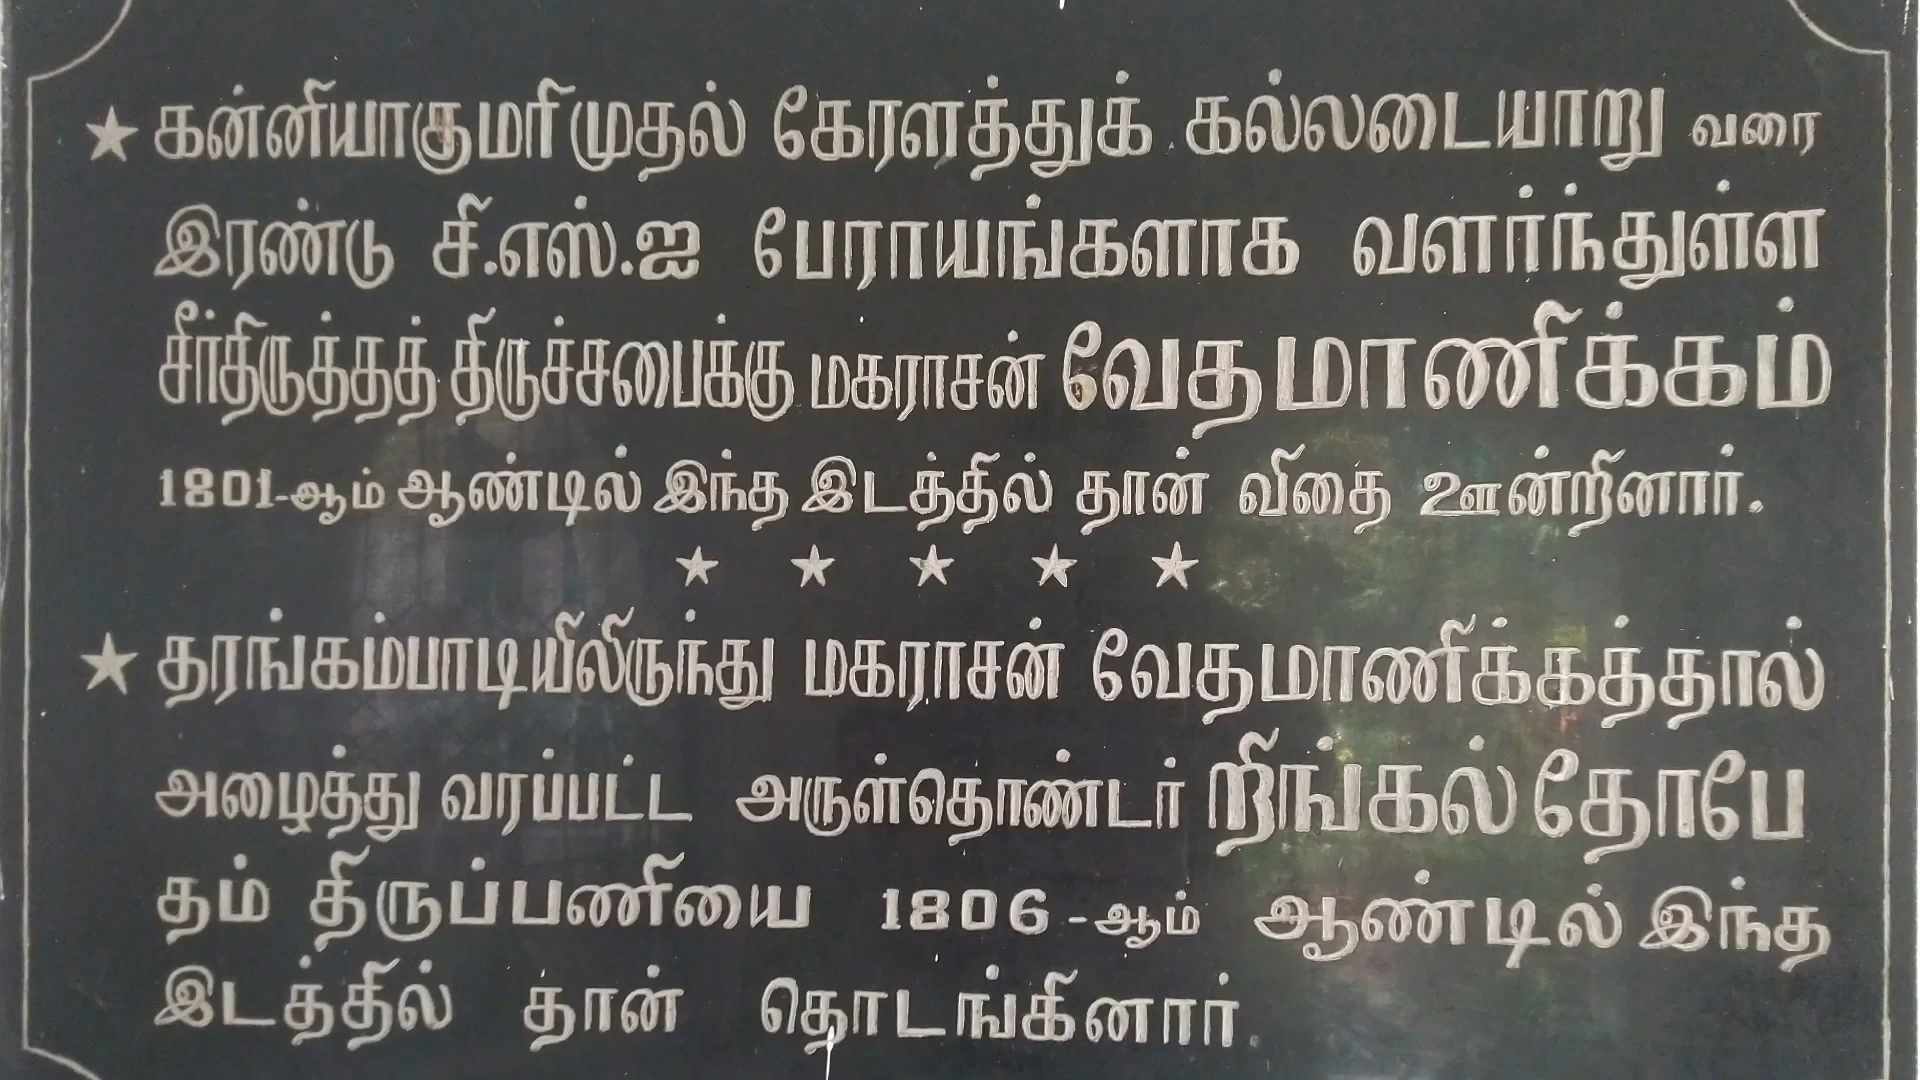 ★ கன்னியாகுமரி முதல் கேரளத்துக் கல்லடையாறு வரை
இரண்டு சி.எஸ்.ஐ பேராயங்களாக வளர்ந்துள்ள
சீர்திருத்தத் திருச்சபைக்கு மகராசன் வேதமாணிக்கம்
1801-ஆம் ஆண்டில் இந்த இடத்தில் தான் விதை ஊன்றினார்.
★ ★ ★ ★ ★
★ தரங்கம்பாடியிலிருந்து மகராசன் வேதமாணிக்கத்தால்
அழைத்து வரப்பட்ட அருள்தொண்டர் றிங்கல்தோபே
தம் திருப்பணியை 1806-ஆம் ஆண்டில் இந்த
இடத்தில் தான் தொடங்கினார்.